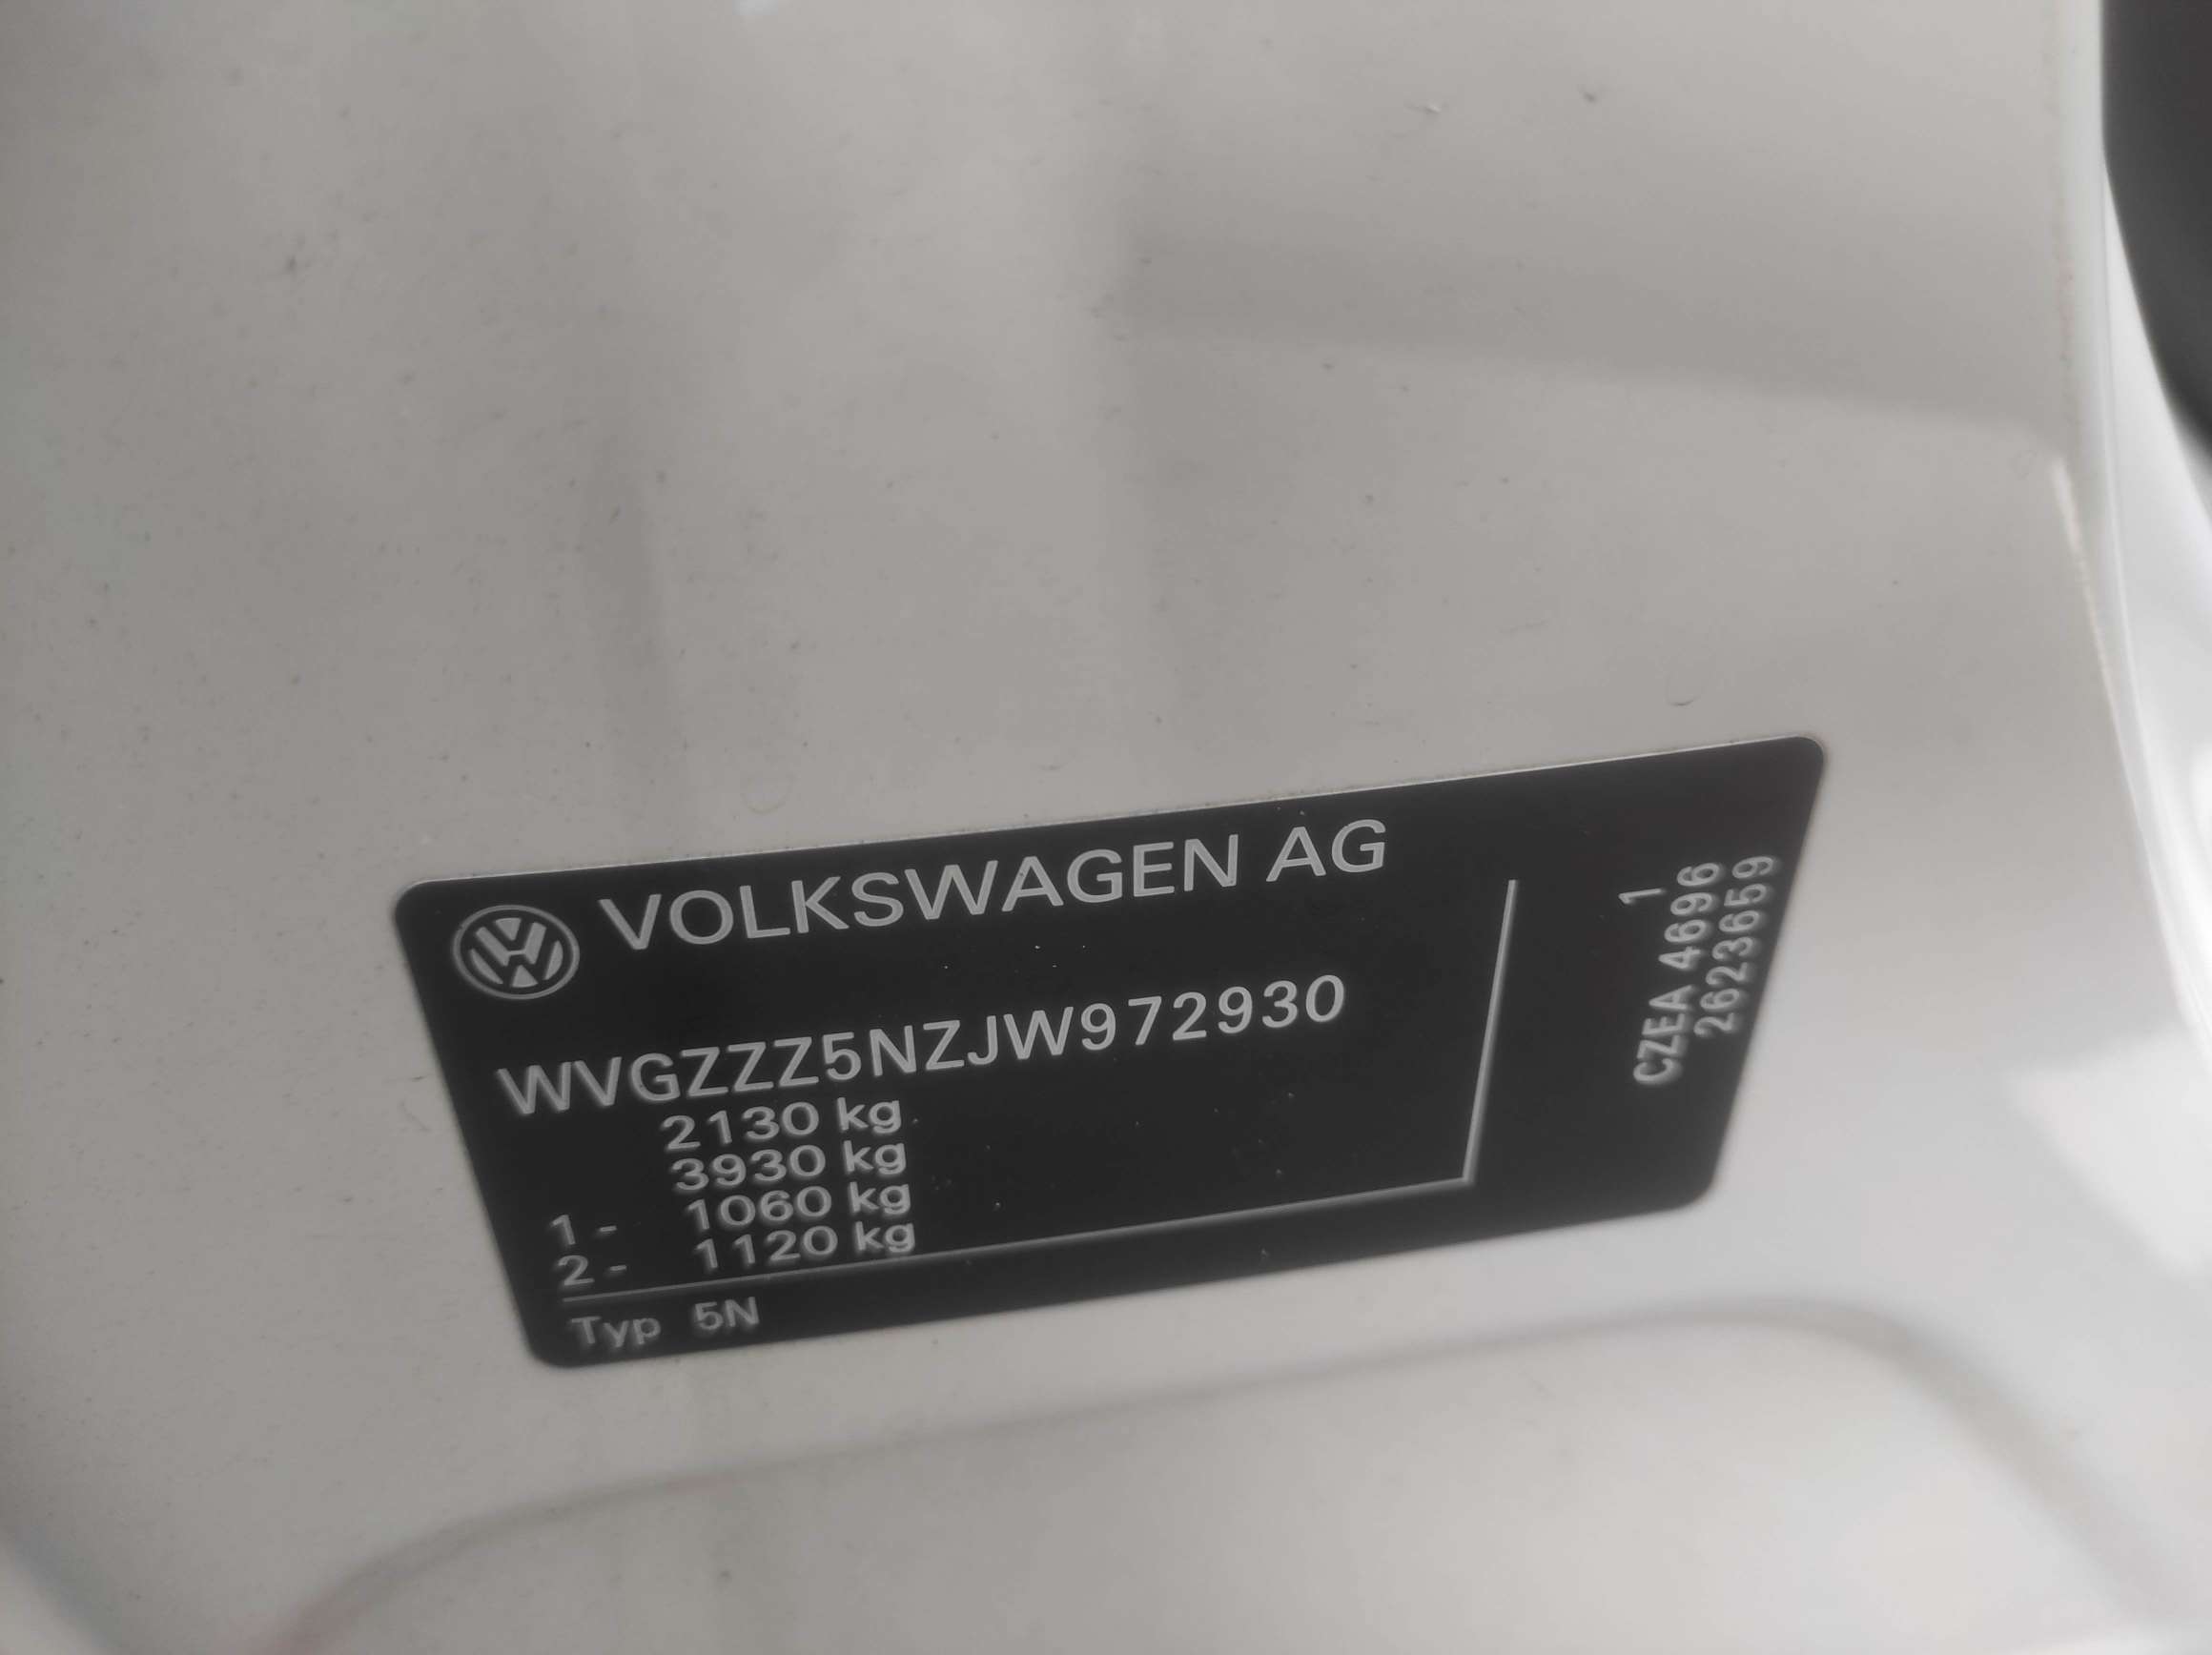 VOLKSWAGEN AG
WVGZZZ5NZJW972930
2130 kg
3930 kg
1 - 1060 kg
2 - 1120 kg
Typ 5N
1
CZEA 4696
2623659